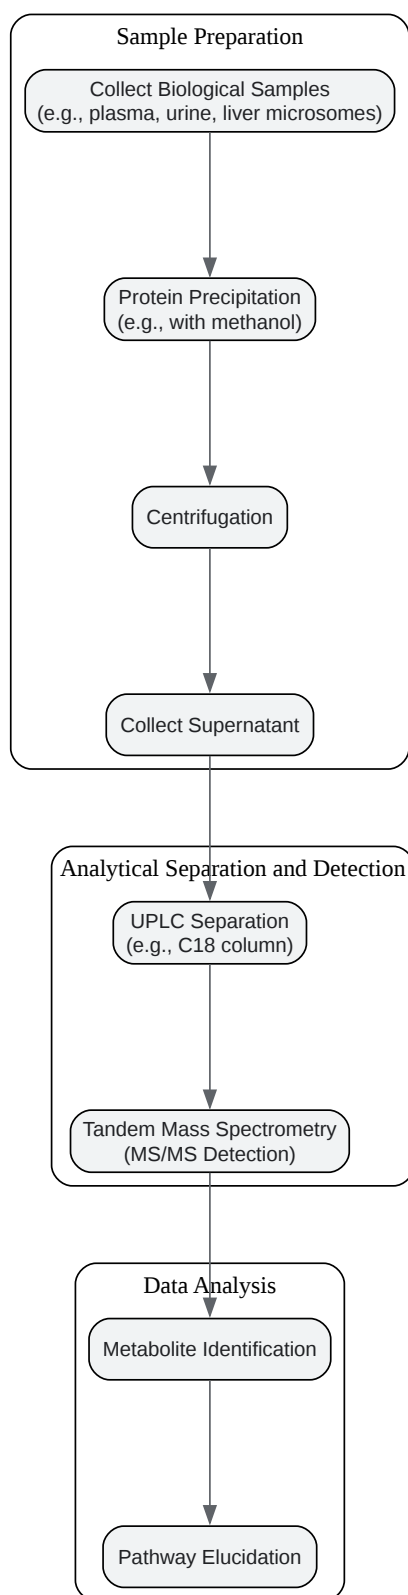 Sample Preparation
Collect Biological Samples
(e.g., plasma, urine, liver microsomes)
Protein Precipitation
(e.g., with methanol)
Centrifugation
Collect Supernatant
Analytical Separation and Detection
UPLC Separation
(e.g., C18 column)
Tandem Mass Spectrometry
(MS/MS Detection)
Data Analysis
Metabolite Identification
Pathway Elucidation